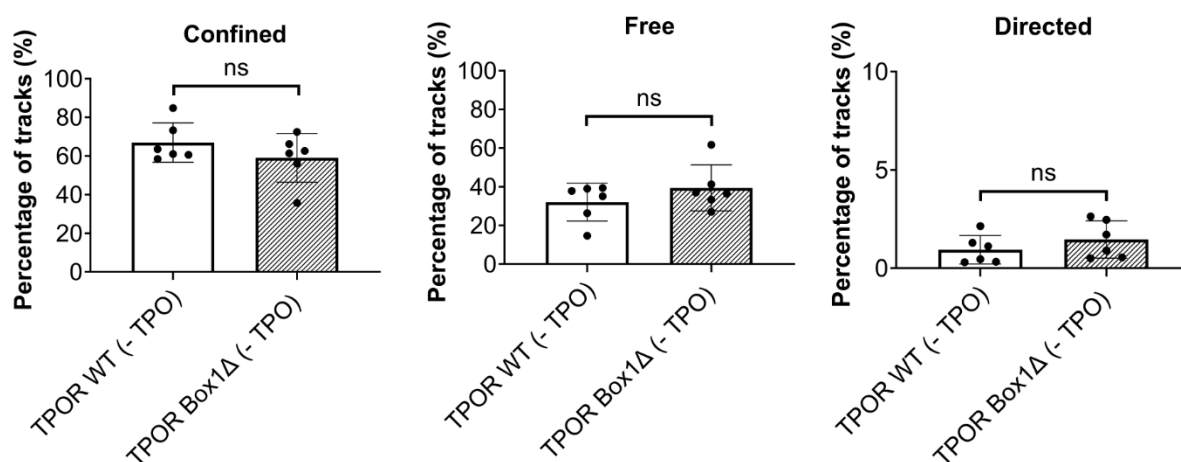 Confined
Percentage of tracks (%)
100
80
60
40
20
0
ns
TPOR WT (- TPO)
TPOR Box1Δ (- TPO)
Free
Percentage of tracks (%)
100
80
60
40
20
0
ns
TPOR WT (- TPO)
TPOR Box1Δ (- TPO)
Directed
Percentage of tracks (%)
10
5
0
ns
TPOR WT (- TPO)
TPOR Box1Δ (- TPO)